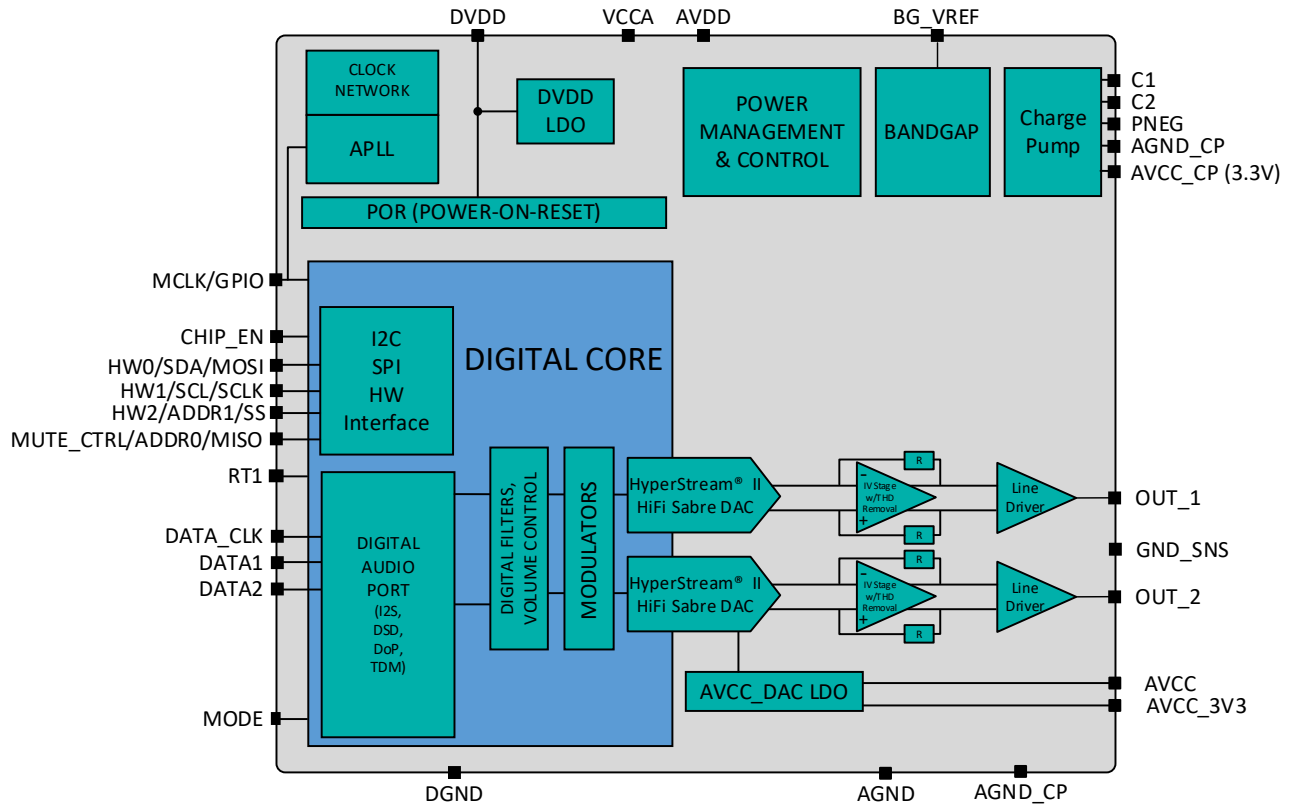 DVDD
VCCA
AVDD
BG_VREF
CLOCK
NETWORK
APLL
DVDD
LDO
POWER
MANAGEMENT
& CONTROL
BANDGAP
Charge
Pump
C1
C2
PNEG
AGND_CP
AVCC_CP (3.3V)
POR (POWER-ON-RESET)
MCLK/GPIO
CHIP_EN
HW0/SDA/MOSI
HW1/SCL/SCLK
HW2/ADDR1/SS
MUTE_CTRL/ADDR0/MISO
RT1
DATA_CLK
DATA1
DATA2
MODE
I2C
SPI
HW
Interface
DIGITAL CORE
DIGITAL
AUDIO
PORT
(I2S,
DSD,
DoP,
TDM)
DIGITAL FILTERS,
VOLUME CONTROL
MODULATORS
HyperStream® II
HiFi Sabre DAC
R
–
IV Stage
w/THD
Removal
+
R
Line
Driver
OUT_1
GND_SNS
HyperStream® II
HiFi Sabre DAC
R
–
IV Stage
w/THD
Removal
+
R
Line
Driver
OUT_2
AVCC_DAC LDO
AVCC
AVCC_3V3
DGND
AGND
AGND_CP